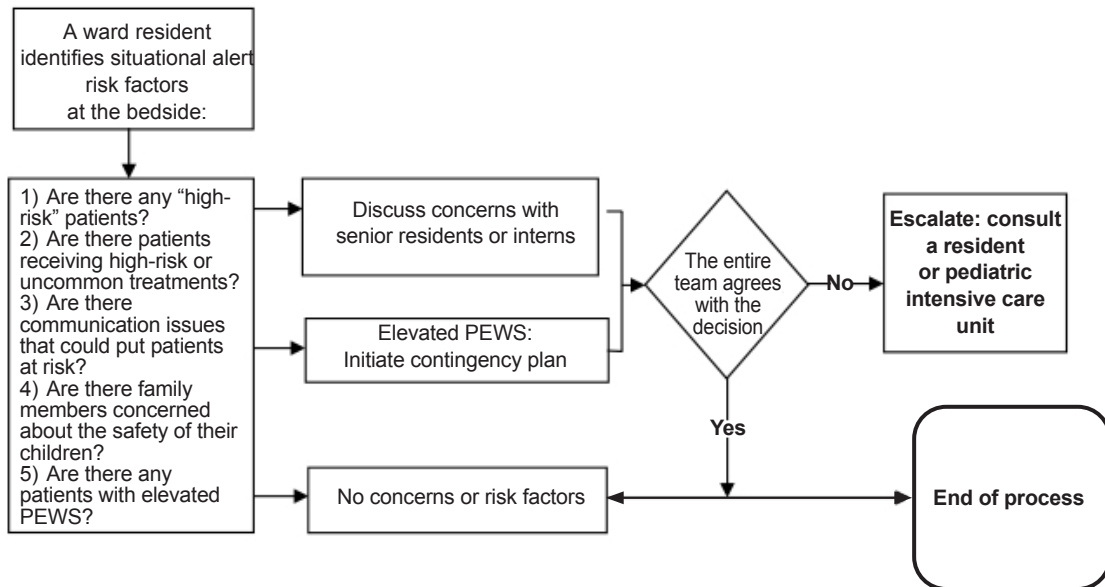 A ward resident
identifies situational alert
risk factors
at the bedside:
1) Are there any “high-
risk” patients?
2) Are there patients
receiving high-risk or
uncommon treatments?
3) Are there
communication issues
that could put patients
at risk?
4) Are there family
members concerned
about the safety of their
children?
5) Are there any
patients with elevated
PEWS?
Discuss concerns with
senior residents or interns
Elevated PEWS:
Initiate contingency plan
No concerns or risk factors
The entire
team agrees
with the
decision
No
Yes
Escalate: consult
a resident
or pediatric
intensive care
unit
End of process